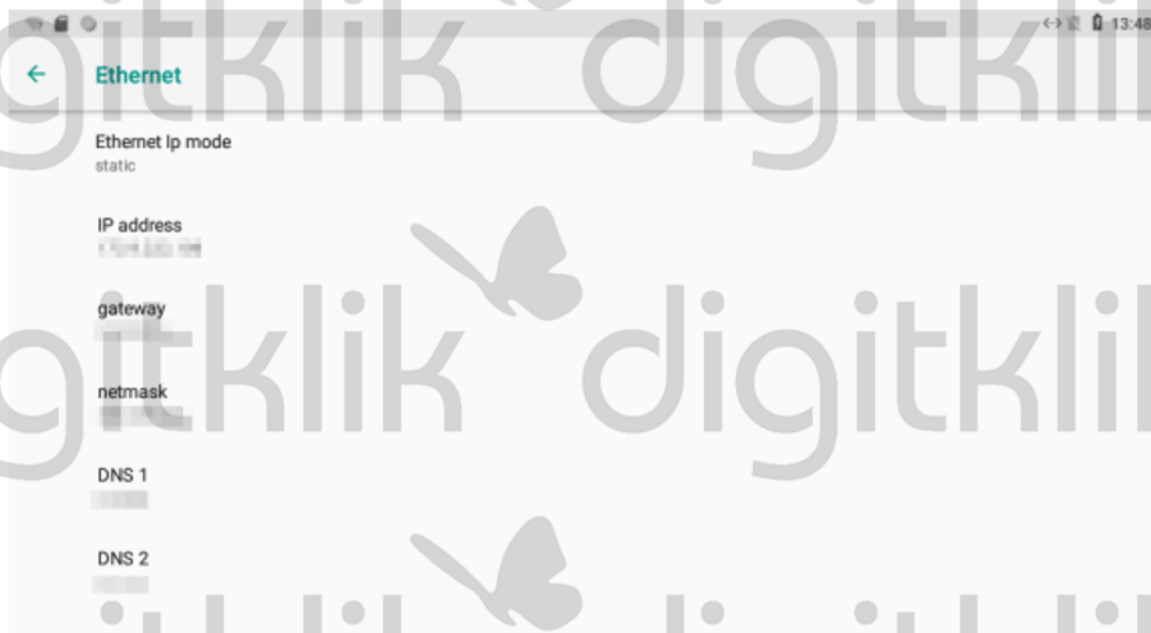 13:48
Ethernet
Ethernet Ip mode
static
IP address
gateway
netmask
DNS 1
DNS 2
digitklik digitklik
digitklik digitklik